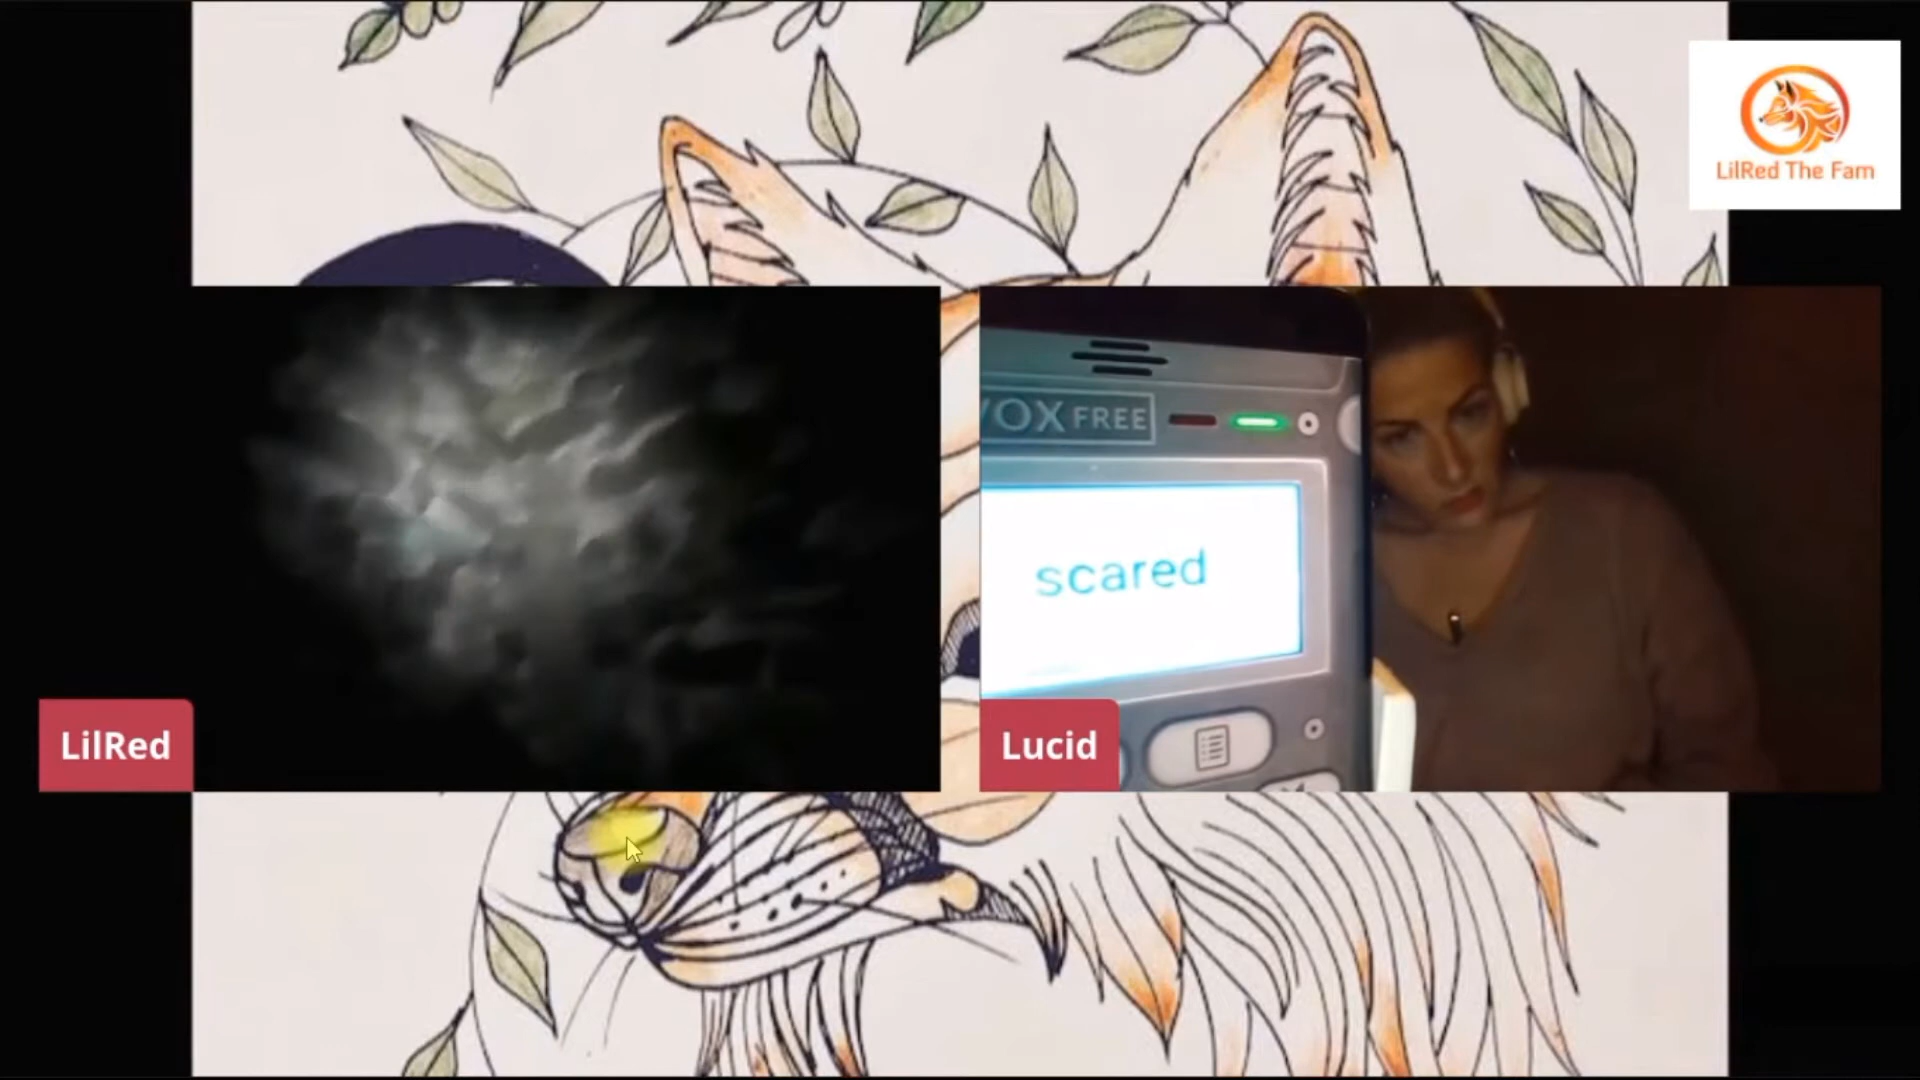 LilRed The Fam
VOX FREE
scared
LilRed
Lucid